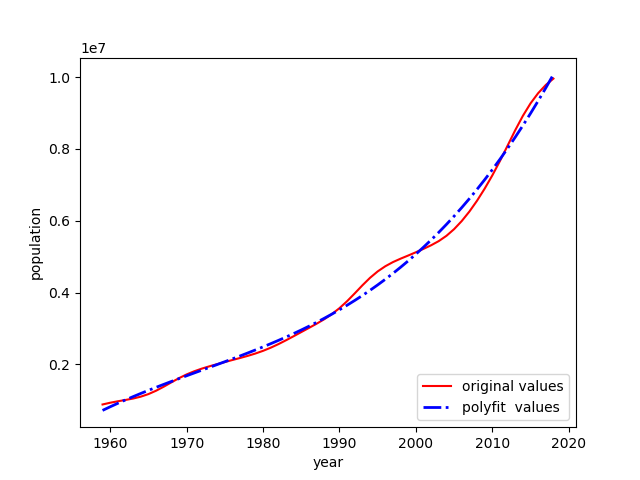 1e7
1.0
0.8
0.6
0.4
0.2
population
1960 1970 1980 1990 2000 2010 2020
year
original values
polyfit  values